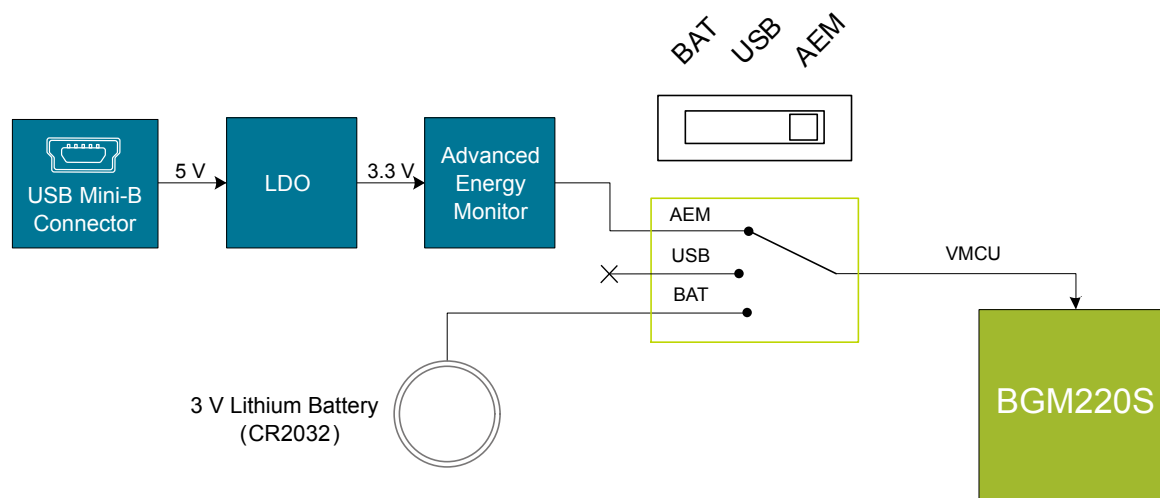 BAT
USB
AEM
USB Mini-B
Connector
5 V
LDO
3.3 V
Advanced
Energy
Monitor
AEM
USB
BAT
VMCU
3 V Lithium Battery
(CR2032)
BGM220S